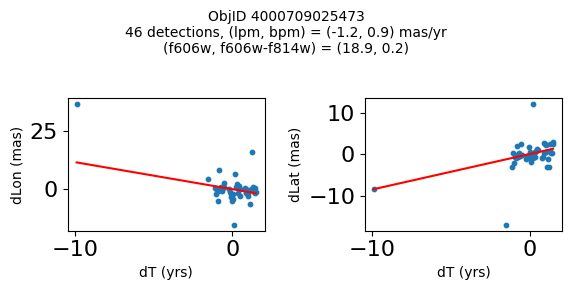 ObjID 4000709025473
46 detections, (lpm, bpm) = (-1.2, 0.9) mas/yr
(f606w, f606w-f814w) = (18.9, 0.2)
dLon (mas)
25
0
−10
0
dT (yrs)
dLat (mas)
10
0
−10
−10
0
dT (yrs)